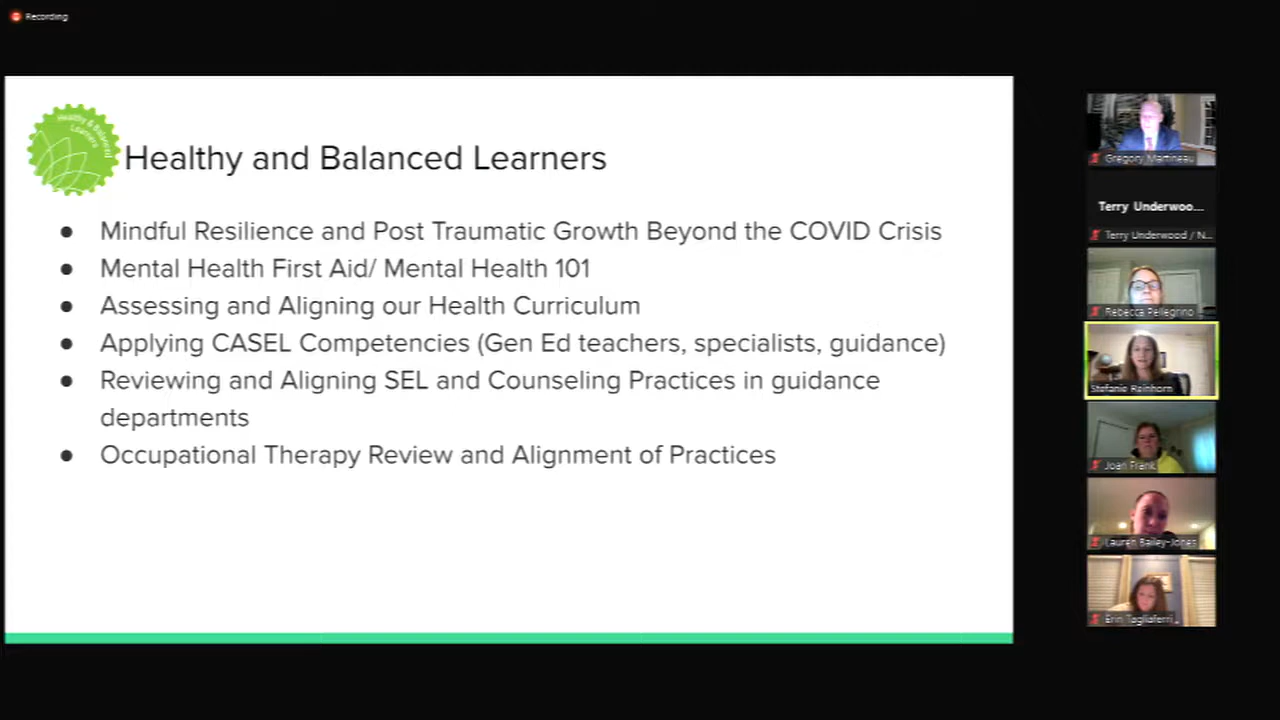 Recording
Healthy & Balanced
Learners
Healthy and Balanced Learners
● Mindful Resilience and Post Traumatic Growth Beyond the COVID Crisis
● Mental Health First Aid/ Mental Health 101
● Assessing and Aligning our Health Curriculum
● Applying CASEL Competencies (Gen Ed teachers, specialists, guidance)
● Reviewing and Aligning SEL and Counseling Practices in guidance
departments
● Occupational Therapy Review and Alignment of Practices
Gregory Martineau
Terry Underwoo...
Terry Underwood / N...
Rebecca Pellegrino
Stefanie Reinhorn
Joan Frank
Lauren Bailey-Jones
Erin Tagliaferri